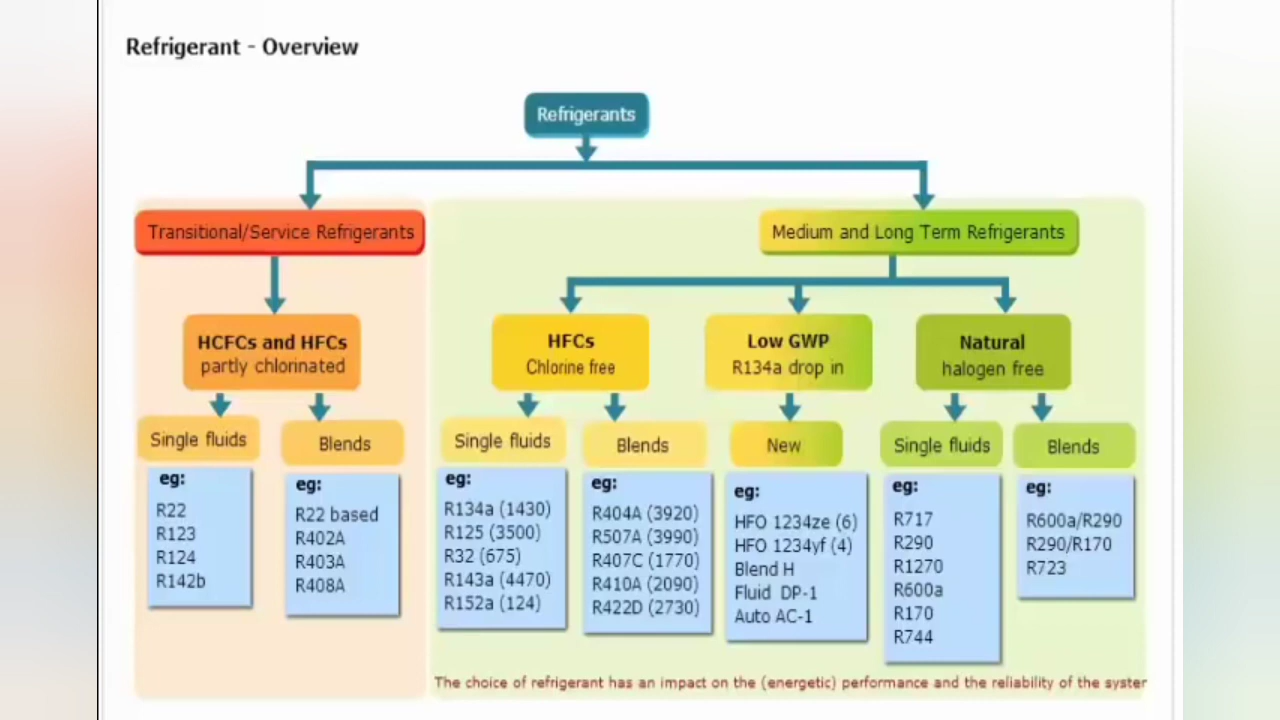 Refrigerant - Overview
Refrigerants
Transitional/Service Refrigerants
Medium and Long Term Refrigerants
HCFCs and HFCs
partly chlorinated
HFCs
Chlorine free
Low GWP
R134a drop in
Natural
halogen free
Single fluids
Blends
Single fluids
Blends
New
Single fluids
Blends
eg:
R22
R123
R124
R142b
eg:
R22 based
R402A
R403A
R408A
eg:
R134a (1430)
R125 (3500)
R32 (675)
R143a (4470)
R152a (124)
eg:
R404A (3920)
R507A (3990)
R407C (1770)
R410A (2090)
R422D (2730)
eg:
HFO 1234ze (6)
HFO 1234yf (4)
Blend H
Fluid DP-1
Auto AC-1
eg:
R717
R290
R1270
R600a
R170
R744
eg:
R600a/R290
R290/R170
R723
The choice of refrigerant has an impact on the (energetic) performance and the reliability of the syster